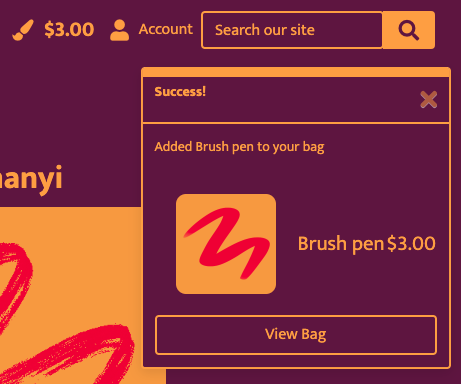 $3.00 Account Search our site
Success!
Added Brush pen to your bag
anyi
Brush pen $3.00
View Bag